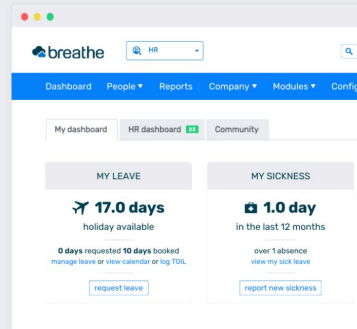 breathe
HR
Dashboard People Reports Company Modules Config
My dashboard HR dashboard 23 Community
MY LEAVE
17.0 days
holiday available
0 days requested 10 days booked
manage leave or view calendar or log TOIL
request leave
MY SICKNESS
1.0 day
in the last 12 months
over 1 absence
view my sick leave
report new sickness